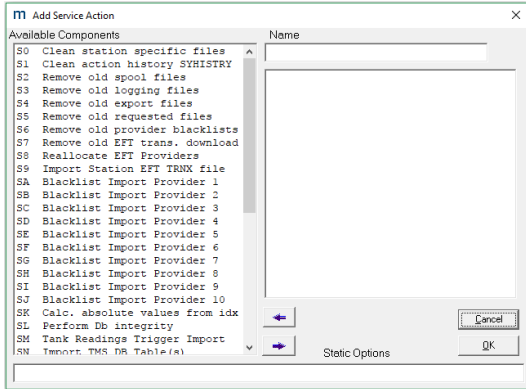 m Add Service Action
Available Components
Name
S0 Clean station specific files
S1 Clean action history SYHISTRY
S2 Remove old spool files
S3 Remove old logging files
S4 Remove old export files
S5 Remove old requested files
S6 Remove old provider blacklists
S7 Remove old EFT trans. download
S8 Reallocate EFT Providers
S9 Import Station EFT TRNX file
SA Blacklist Import Provider 1
SB Blacklist Import Provider 2
SC Blacklist Import Provider 3
SD Blacklist Import Provider 4
SE Blacklist Import Provider 5
SF Blacklist Import Provider 6
SG Blacklist Import Provider 7
SH Blacklist Import Provider 8
SI Blacklist Import Provider 9
SJ Blacklist Import Provider 10
SK Calc. absolute values from idx
SL Perform Db integrity
SM Tank Readings Trigger Import
SN Import TMS DB Table(s)
Cancel
OK
Static Options